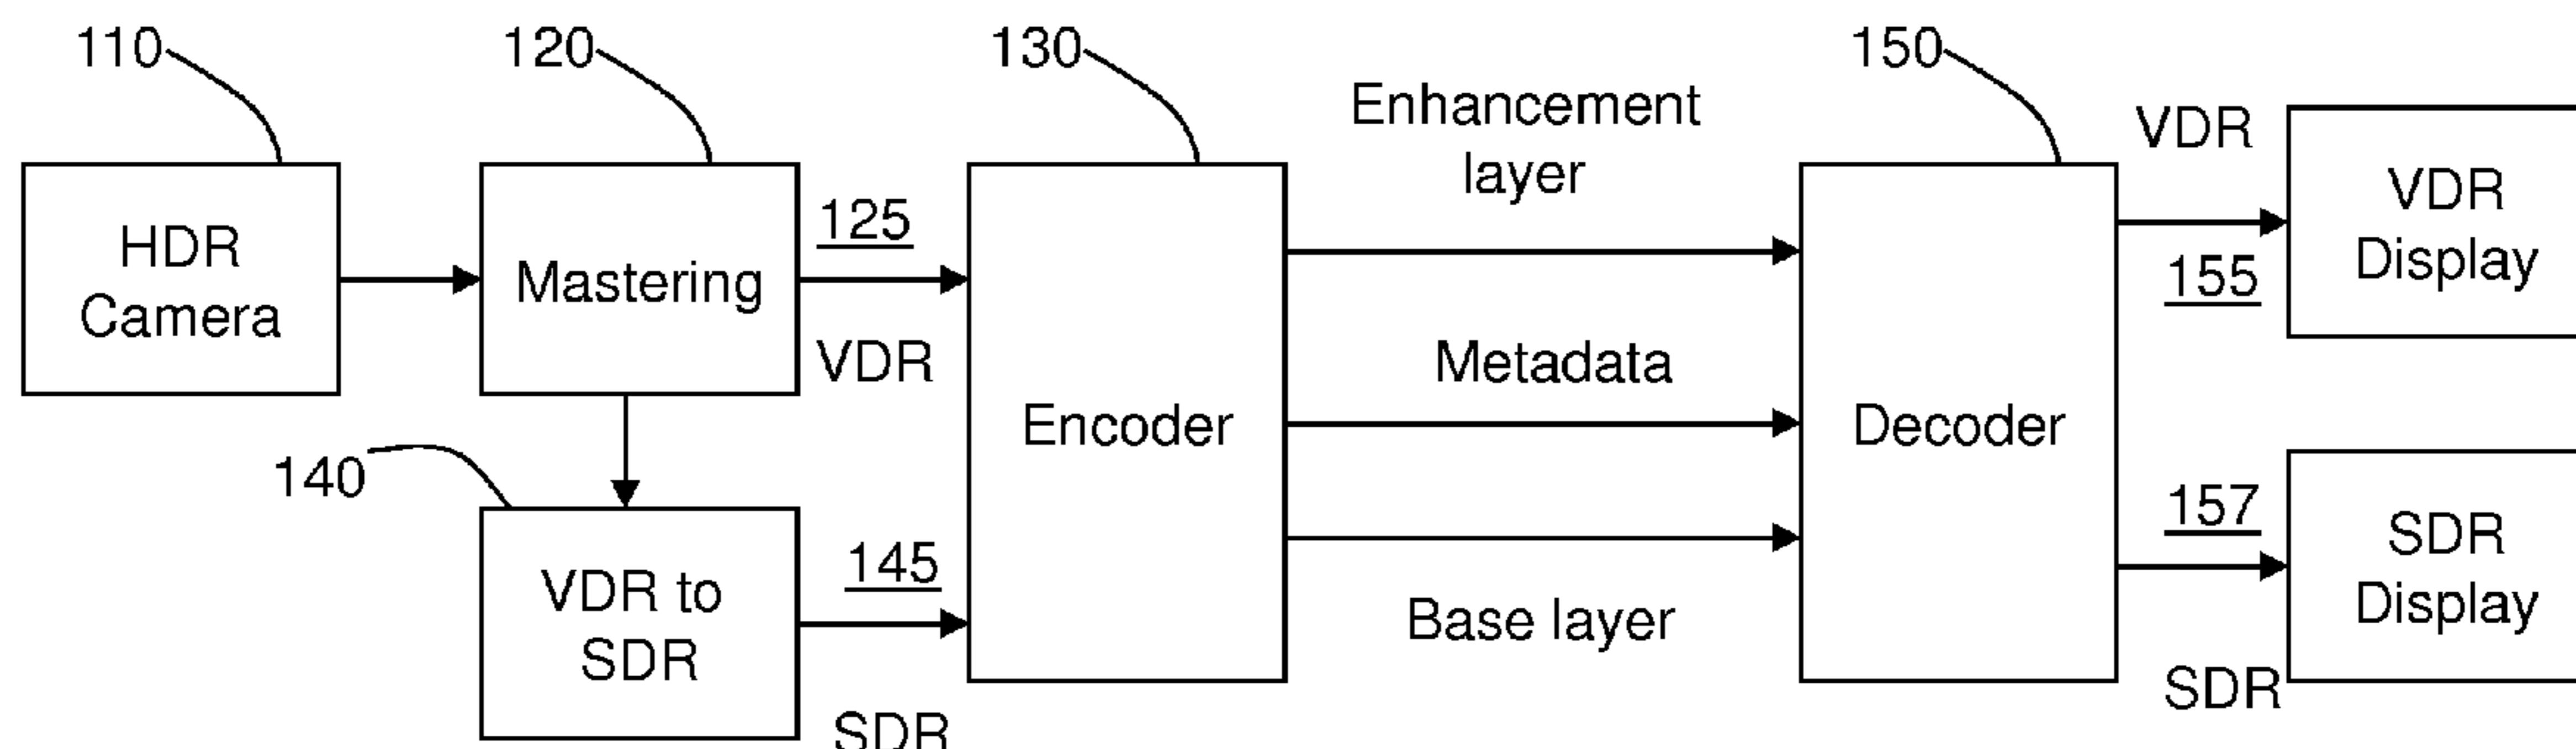 110
120
130
150
Enhancement
layer
VDR
VDR
Display
155
HDR
Camera
Mastering
125
VDR
Encoder
Metadata
Decoder
140
VDR to
SDR
145
SDR
Base layer
157
SDR
Display
SDR